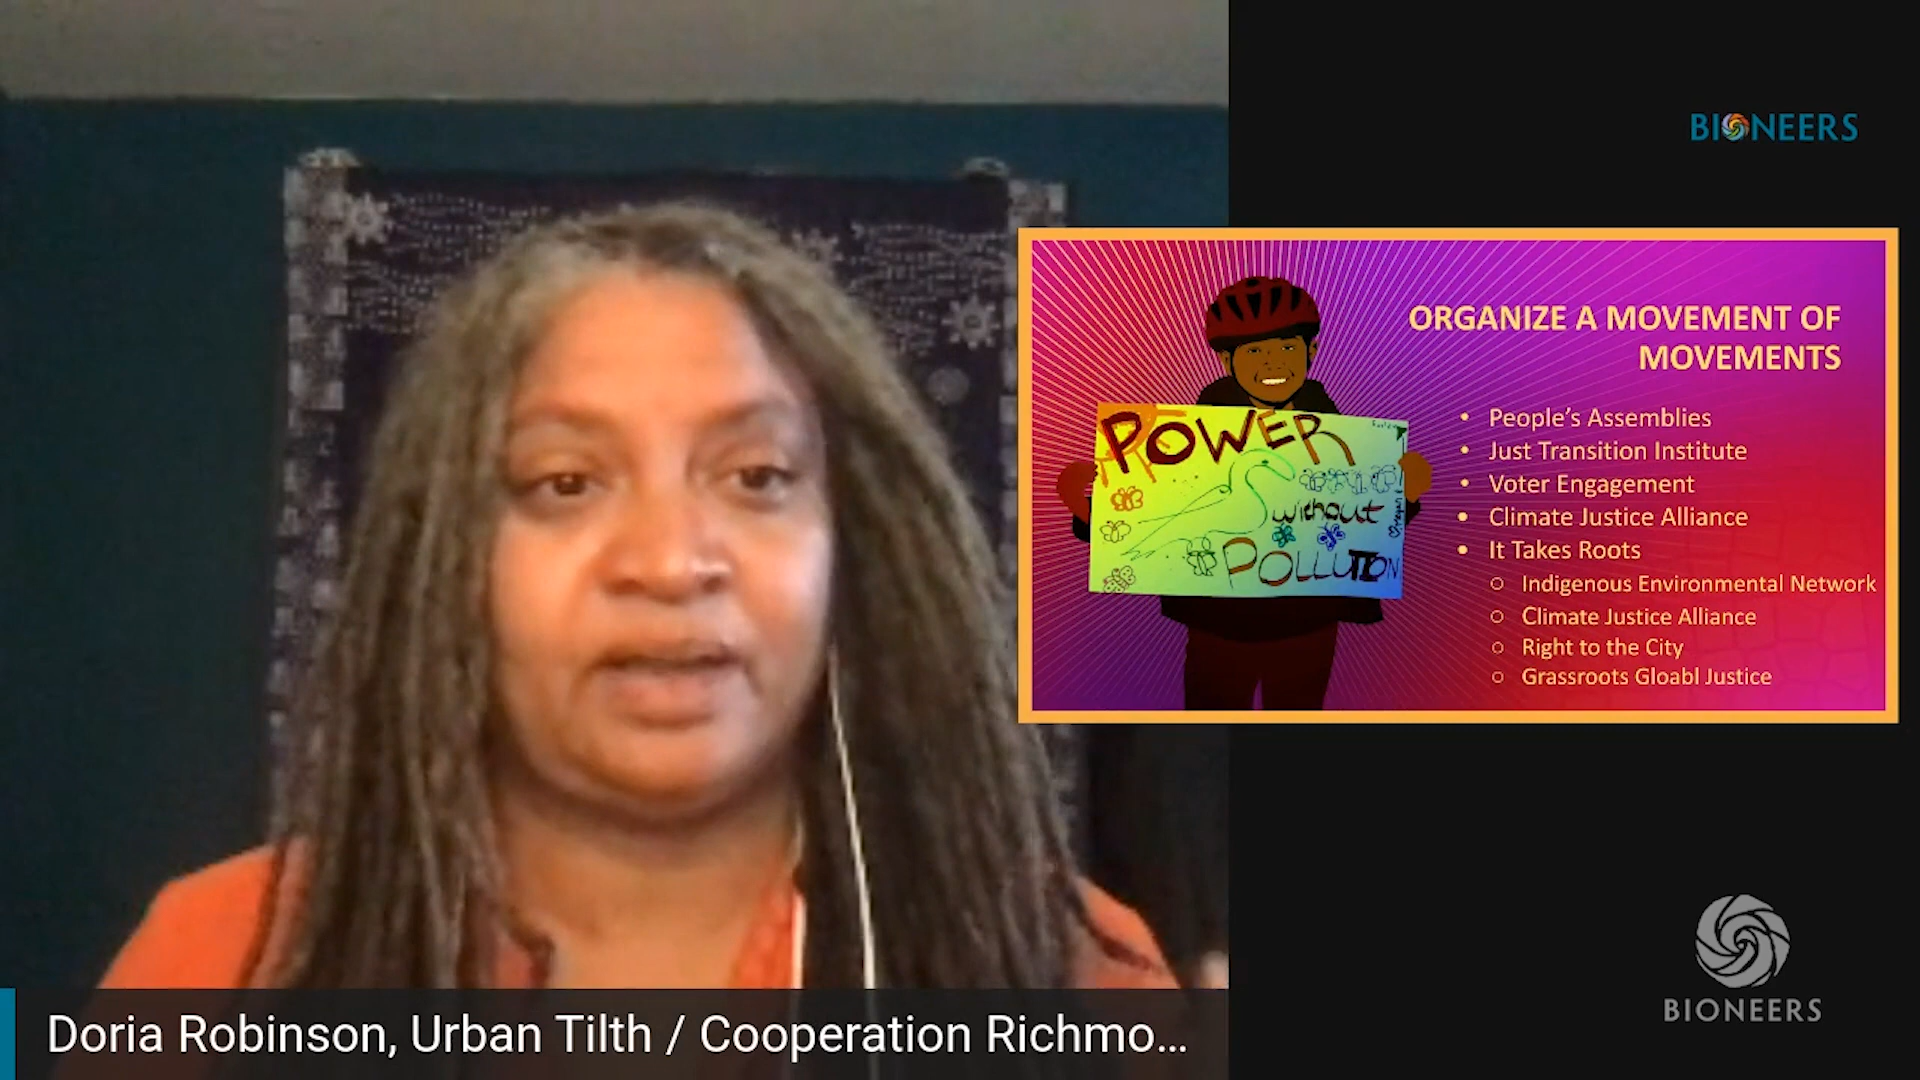 BIONEERS
ORGANIZE A MOVEMENT OF
MOVEMENTS
• People's Assemblies
• Just Transition Institute
• Voter Engagement
• Climate Justice Alliance
• It Takes Roots
○ Indigenous Environmental Network
○ Climate Justice Alliance
○ Right to the City
○ Grassroots Gloabl Justice
POWER
without
POLLUTION
BIONEERS
Doria Robinson, Urban Tilth / Cooperation Richmo...